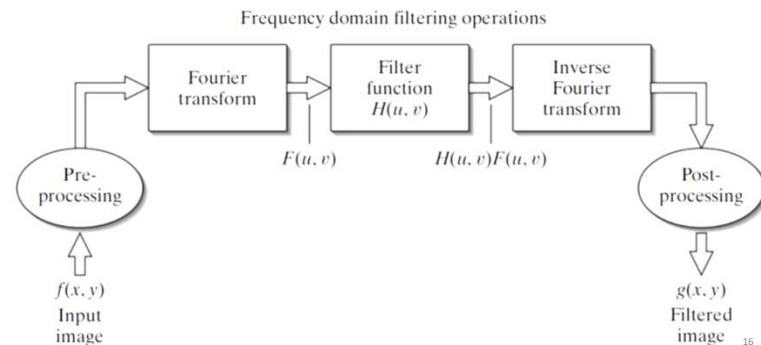 Frequency domain filtering operations
Fourier
transform
Filter
function
H(u, v)
Inverse
Fourier
transform
F(u, v)
H(u, v)F(u, v)
Pre-
processing
Post-
processing
f(x, y)
Input
image
g(x, y)
Filtered
image
16